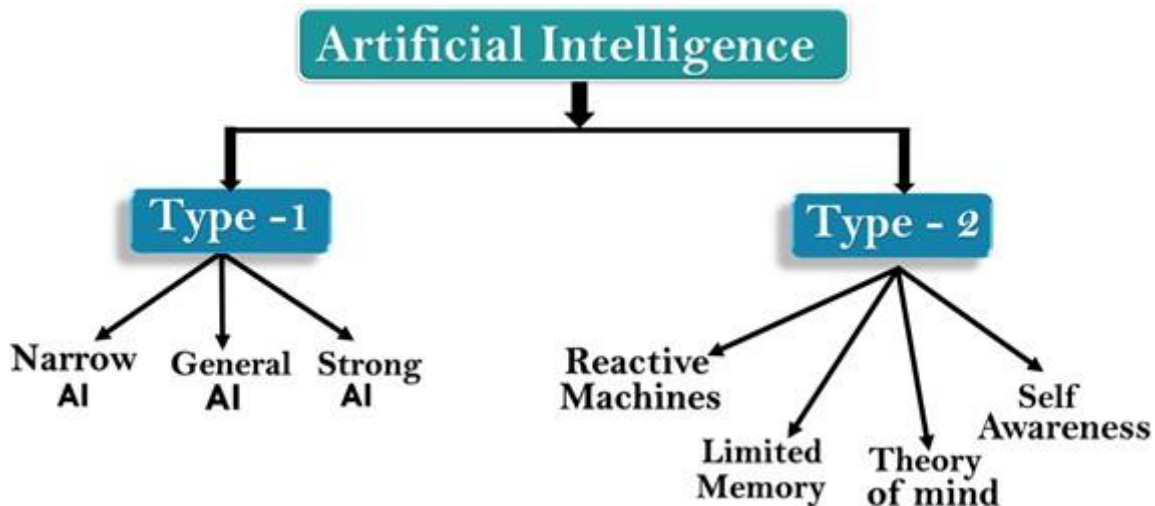 Artificial Intelligence
Type -1
Type - 2
Narrow
AI
General
AI
Strong
AI
Reactive
Machines
Limited
Memory
Theory
of mind
Self
Awareness